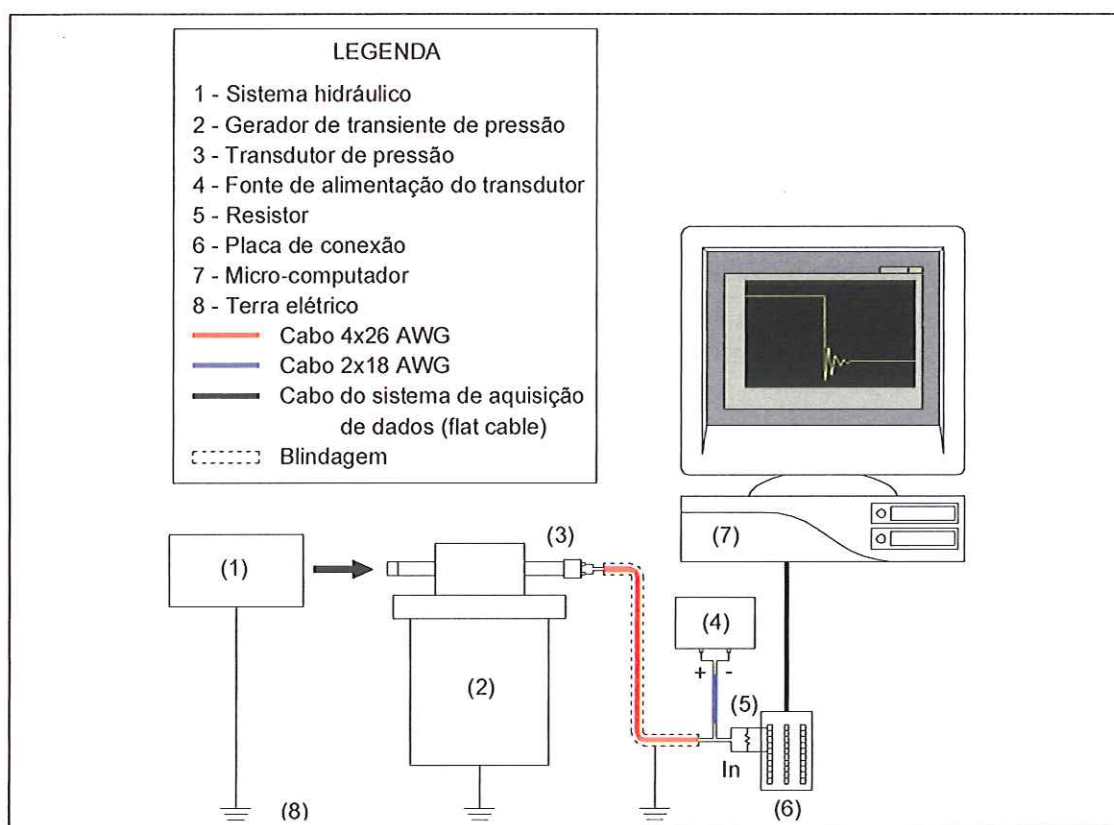 LEGENDA
1 - Sistema hidráulico
2 - Gerador de transiente de pressão
3 - Transdutor de pressão
4 - Fonte de alimentação do transdutor
5 - Resistor
6 - Placa de conexão
7 - Micro-computador
8 - Terra elétrico
Cabo 4x26 AWG
Cabo 2x18 AWG
Cabo do sistema de aquisição
de dados (flat cable)
Blindagem
(1)
(3)
(7)
(2)
(4)
+ -
(5)
In
(6)
(8)